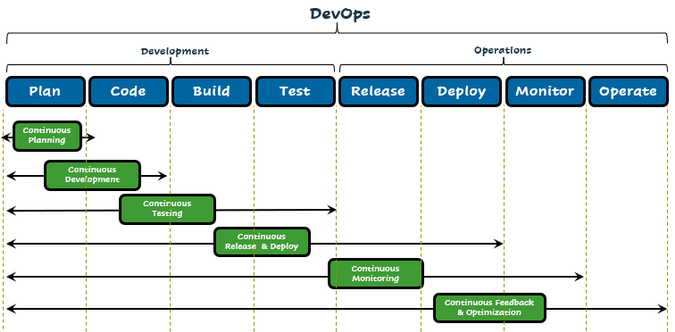 DevOps
Development
Operations
Plan
Code
Build
Test
Release
Deploy
Monitor
Operate
Continuous
Planning
Continuous
Development
Continuous
Testing
Continuous
Release & Deploy
Continuous
Monitoring
Continuous Feedback
& Optimization